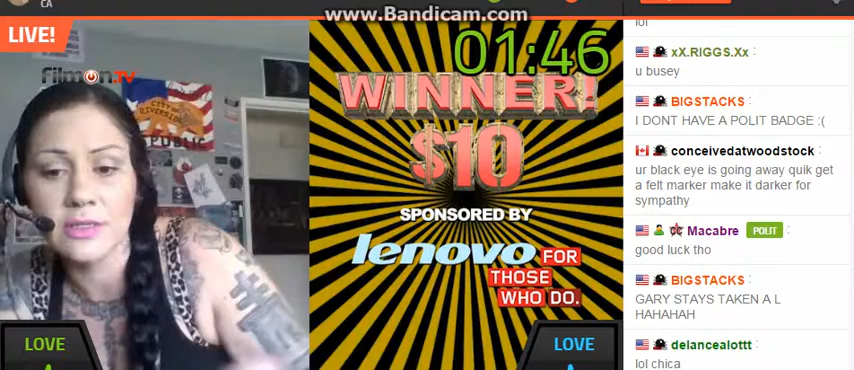 CA
www.Bandicam.com
LIVE!
FilmOn.TV
CITY
RIVERSIDE
PUBLIC
01:46
WINNER!
$10
SPONSORED BY
lenovo FOR
THOSE
WHO DO.
LOVE
LOVE
lol
xX.RIGGS.Xx :
u busey
BIGSTACKS :
I DONT HAVE A POLIT BADGE :(
conceivedatwoodstock :
ur black eye is going away quik get
a felt marker make it darker for
sympathy
Macabre POLIT :
good luck tho
BIGSTACKS :
GARY STAYS TAKEN A L
HAHAHAH
delancealottt :
lol chica